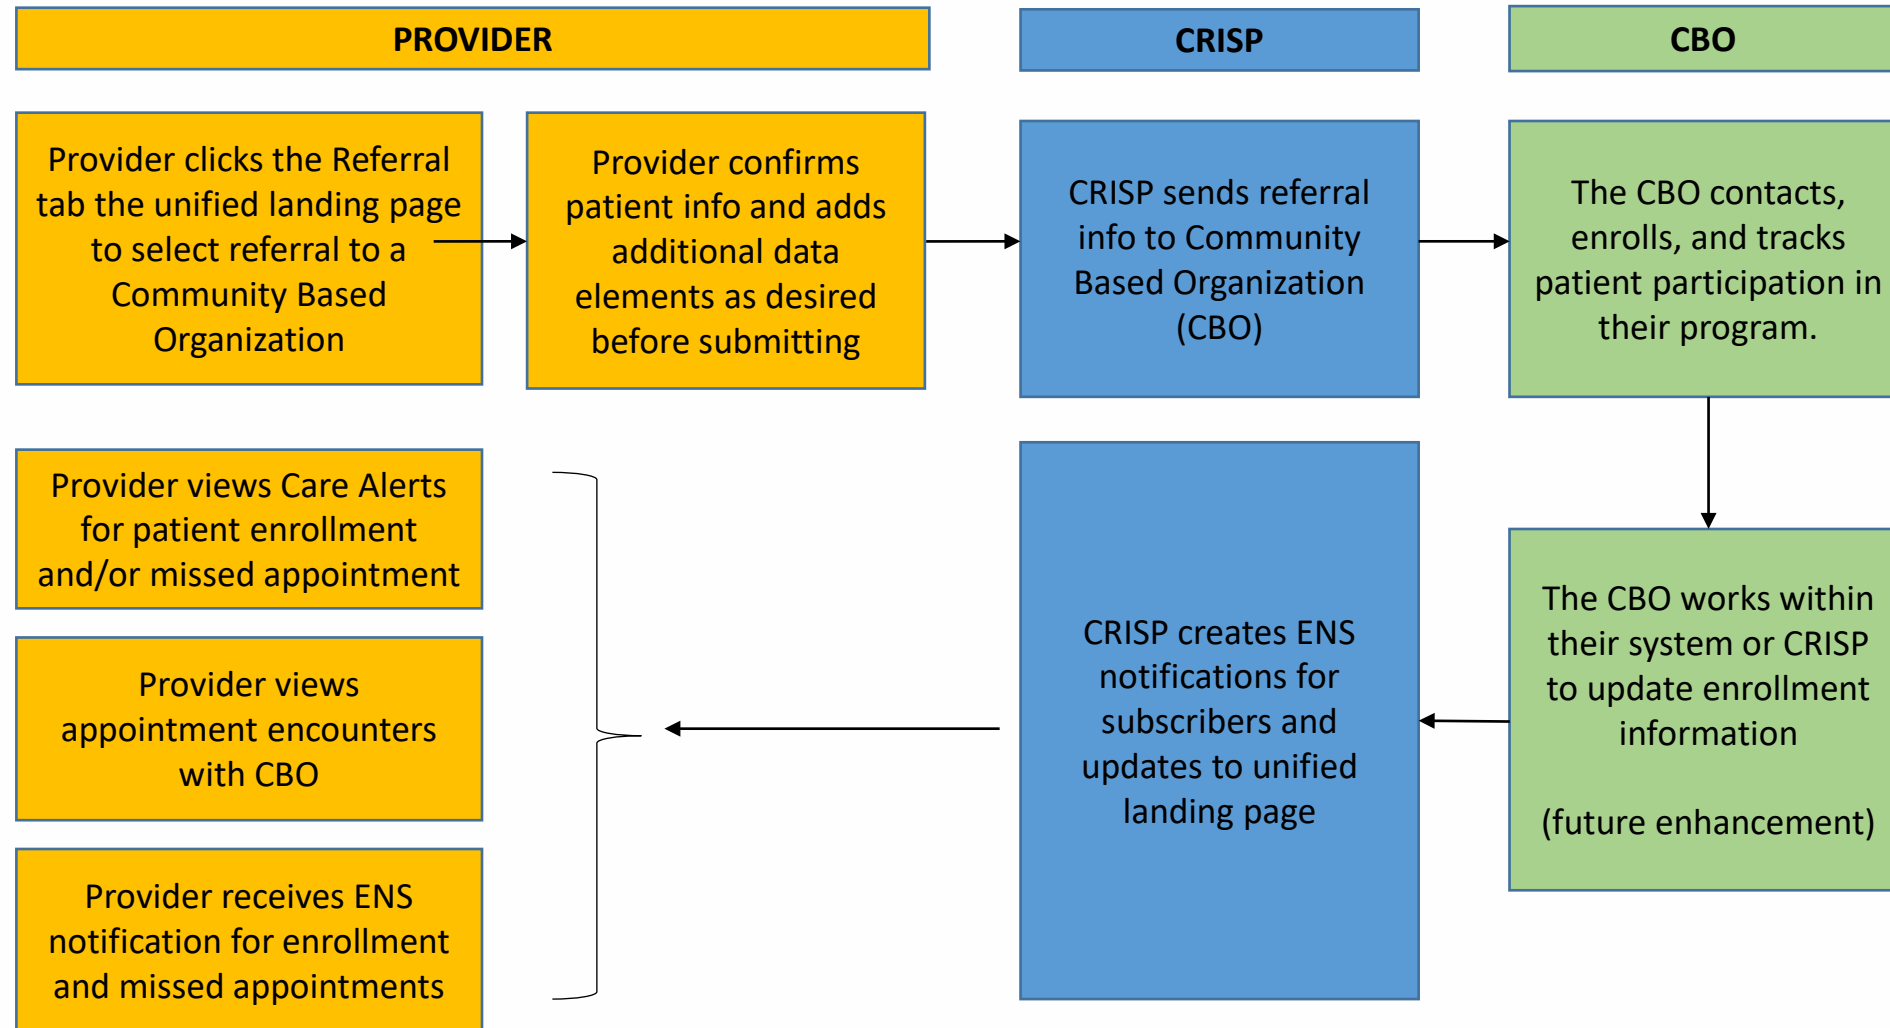 PROVIDER
CRISP
CBO
Provider clicks the Referral
tab the unified landing page
to select referral to a
Community Based
Organization
Provider confirms
patient info and adds
additional data
elements as desired
before submitting
CRISP sends referral
info to Community
Based Organization
(CBO)
The CBO contacts,
enrolls, and tracks
patient participation in
their program.
Provider views Care Alerts
for patient enrollment
and/or missed appointment
Provider views
appointment encounters
with CBO
Provider receives ENS
notification for enrollment
and missed appointments
CRISP creates ENS
notifications for
subscribers and
updates to unified
landing page
The CBO works within
their system or CRISP
to update enrollment
information
(future enhancement)